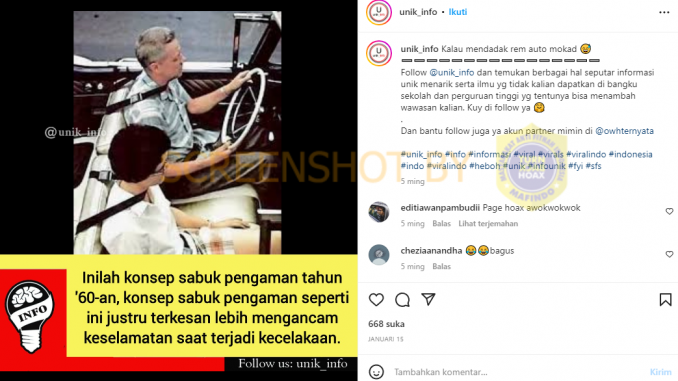 @unik_info
Inilah konsep sabuk pengaman tahun
'60-an, konsep sabuk pengaman seperti
ini justru terkesan lebih mengancam
keselamatan saat terjadi kecelakaan.
INFO
Follow us: unik_info
unik_info • Ikuti
unik_info Kalau mendadak rem auto mokad 😅
Follow @unik_info dan temukan berbagai hal seputar informasi
unik menarik serta ilmu yg tidak kalian dapatkan di bangku
sekolah dan perguruan tinggi yg tentunya bisa menambah
wawasan kalian. Kuy di follow ya 😊
.
Dan bantu follow juga ya akun partner mimin di @owhternyata
#unik_info #info #informasi #viral #virals #viralindo #indonesia
#indo #viralindo #heboh #unik #infounik #fyi #sfs
5 ming
SCREENSHOT BY
HOAX
MAFINDO
editiawanpambudii Page hoax awokwokwok
5 ming Balas Lihat terjemahan
cheziaanandha 😂😂bagus
5 ming Balas
668 suka
JANUARI 15
Tambahkan komentar...
Kirim